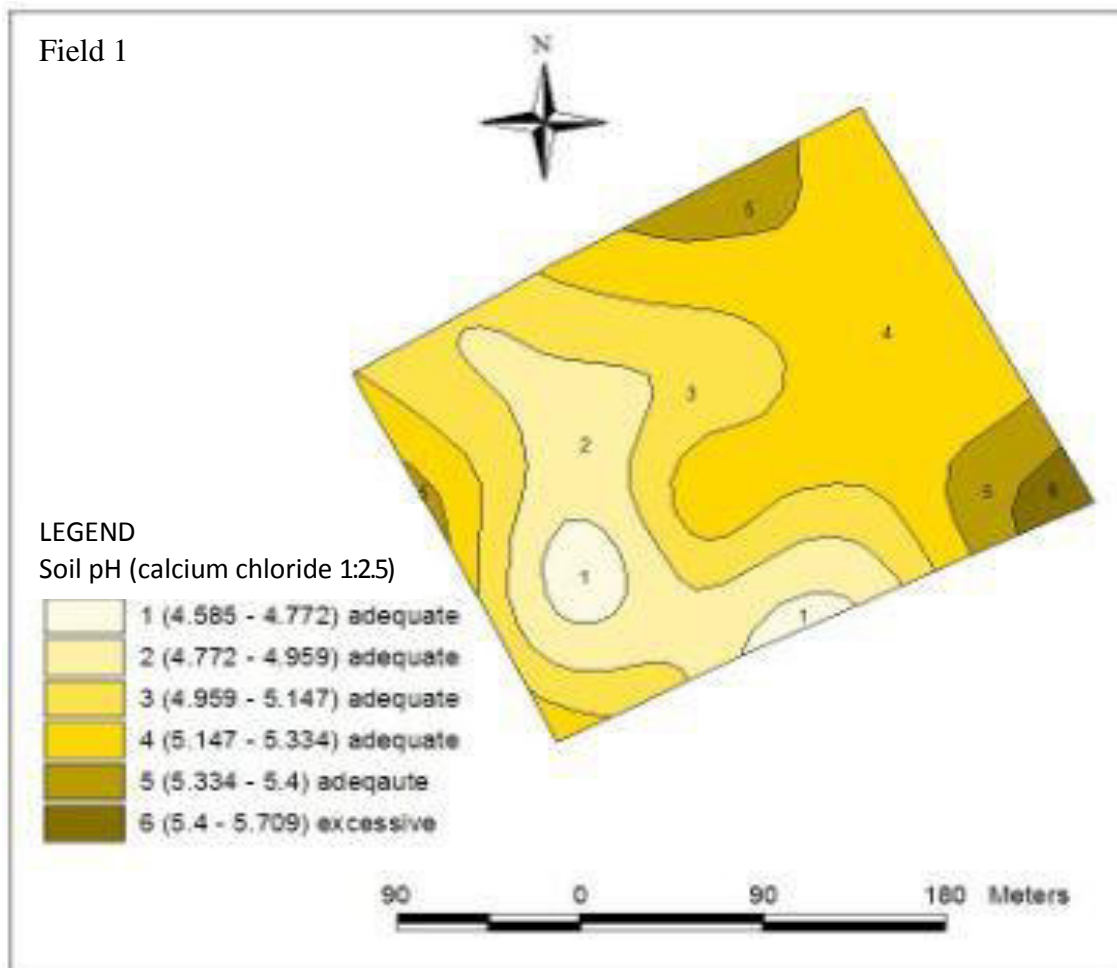 Field 1
N
5
4
3
2
5
6
1
1
LEGEND
Soil pH (calcium chloride 1:2.5)
1 (4.585 - 4.772) adequate
2 (4.772 - 4.959) adequate
3 (4.959 - 5.147) adequate
4 (5.147 - 5.334) adequate
5 (5.334 - 5.4) adeqaute
6 (5.4 - 5.709) excessive
90 0 90 180 Meters